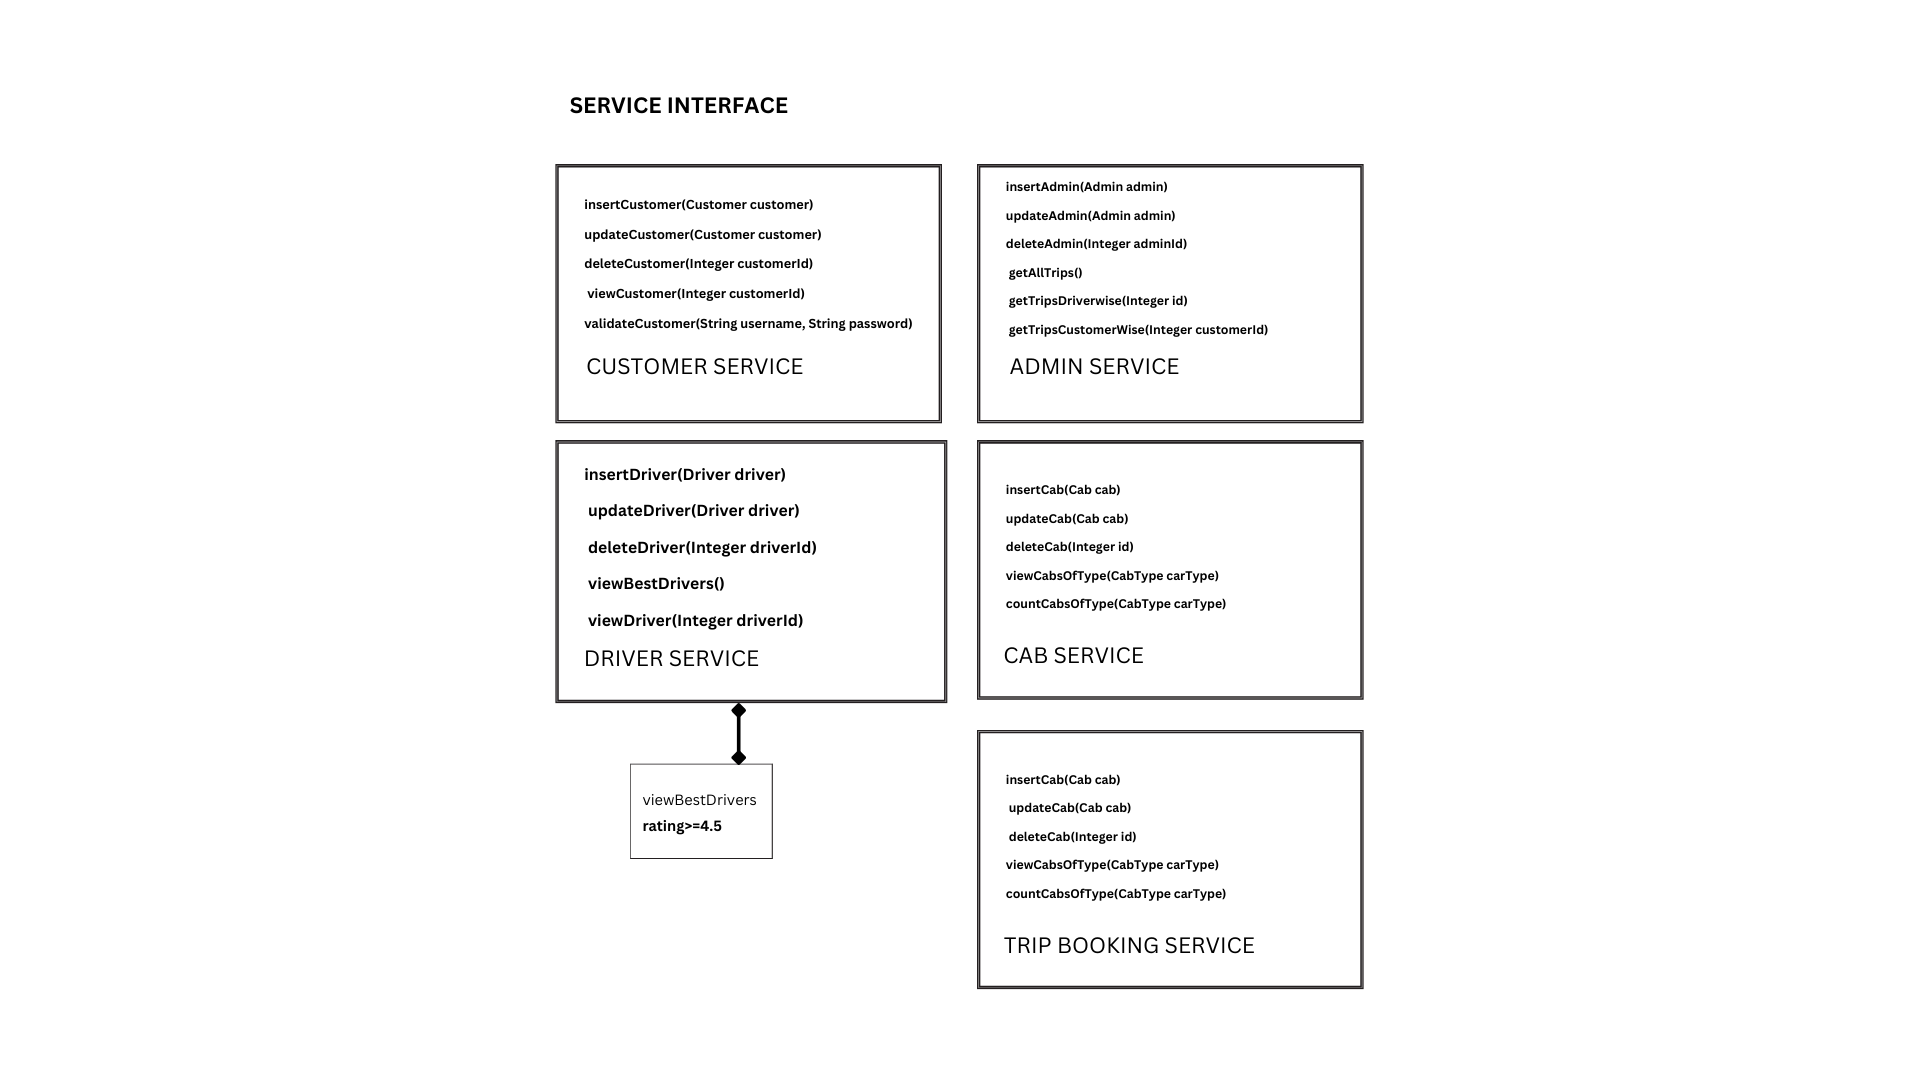 SERVICE INTERFACE
insertCustomer(Customer customer)
updateCustomer(Customer customer)
deleteCustomer(Integer customerId)
viewCustomer(Integer customerId)
validateCustomer(String username, String password)
CUSTOMER SERVICE
insertAdmin(Admin admin)
updateAdmin(Admin admin)
deleteAdmin(Integer adminId)
getAllTrips()
getTripsDriverwise(Integer id)
getTripsCustomerWise(Integer customerId)
ADMIN SERVICE
insertDriver(Driver driver)
updateDriver(Driver driver)
deleteDriver(Integer driverId)
viewBestDrivers()
viewDriver(Integer driverId)
DRIVER SERVICE
insertCab(Cab cab)
updateCab(Cab cab)
deleteCab(Integer id)
viewCabsOfType(CabType carType)
countCabsOfType(CabType carType)
CAB SERVICE
viewBestDrivers
rating>=4.5
insertCab(Cab cab)
updateCab(Cab cab)
deleteCab(Integer id)
viewCabsOfType(CabType carType)
countCabsOfType(CabType carType)
TRIP BOOKING SERVICE